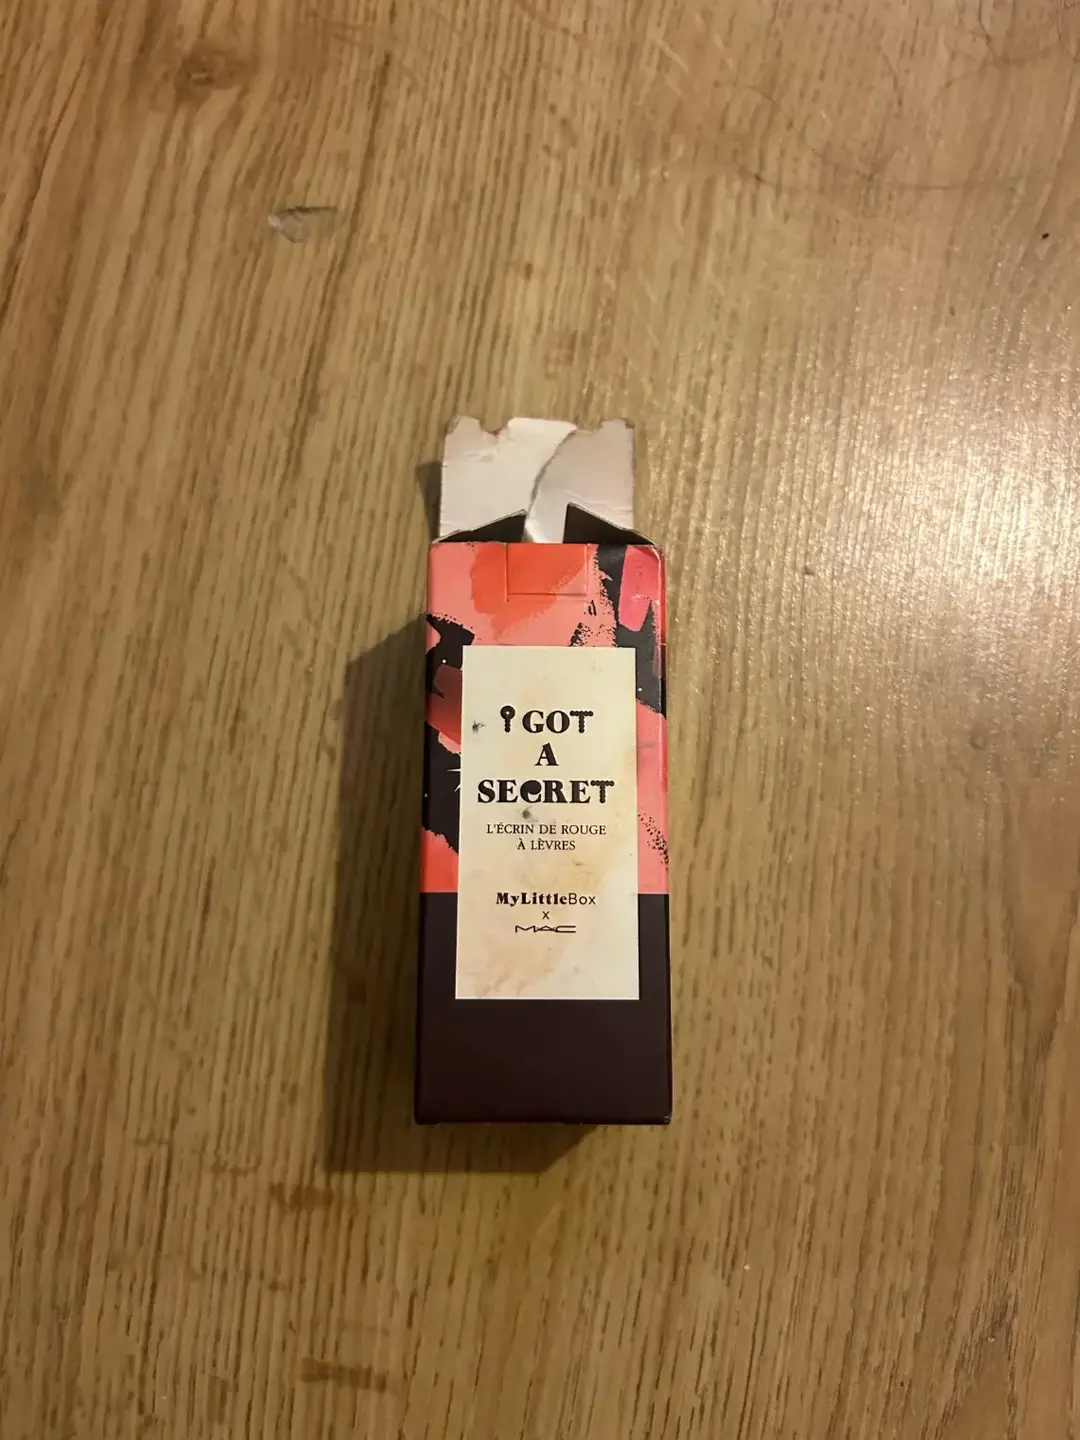 I GOT
A
SECRET
L'ÉCRIN DE ROUGE
À LÈVRES
MyLittleBox
x
MAC